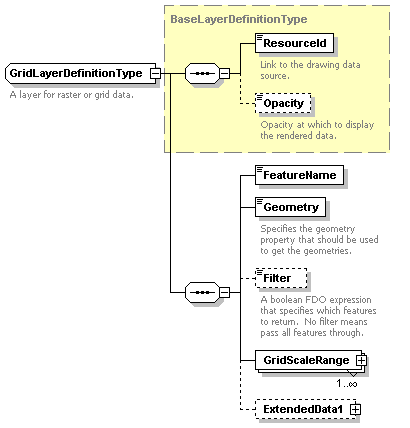 BaseLayerDefinitionType
ResourceId
Link to the drawing data
source.
GridLayerDefinitionType
A layer for raster or grid data.
Opacity
Opacity at which to display
the rendered data.
FeatureName
Geometry
Specifies the geometry
property that should be used
to get the geometries.
Filter
A boolean FDO expression
that specifies which features
to return.  No filter means
pass all features through.
GridScaleRange
1..∞
ExtendedData1